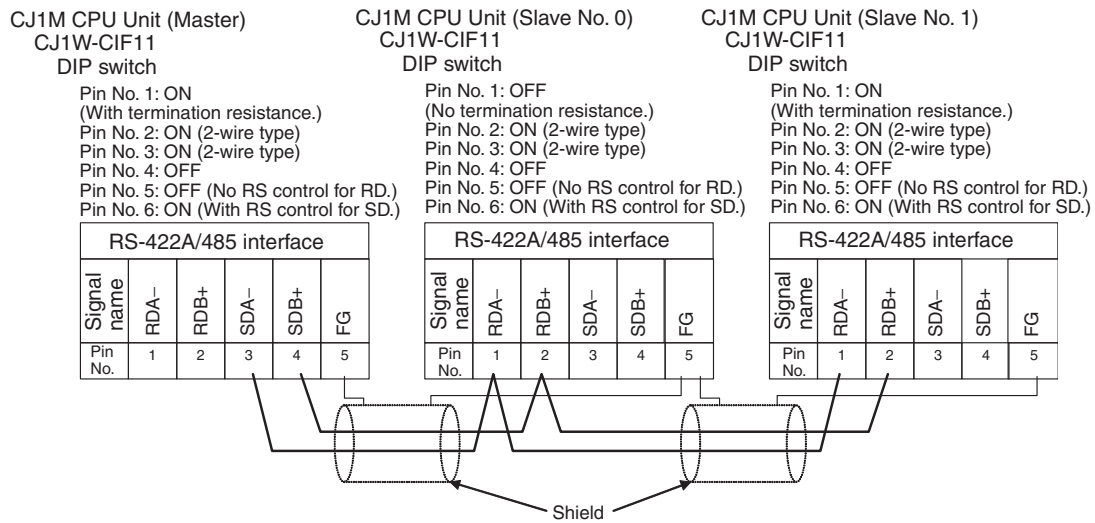 CJ1M CPU Unit (Master)
CJ1W-CIF11
DIP switch
Pin No. 1: ON
(With termination resistance.)
Pin No. 2: ON (2-wire type)
Pin No. 3: ON (2-wire type)
Pin No. 4: OFF
Pin No. 5: OFF (No RS control for RD.)
Pin No. 6: ON (With RS control for SD.)
RS-422A/485 interface
Signal name RDA− RDB+ SDA− SDB+ FG
Pin No. 1 2 3 4 5
CJ1M CPU Unit (Slave No. 0)
CJ1W-CIF11
DIP switch
Pin No. 1: OFF
(No termination resistance.)
Pin No. 2: ON (2-wire type)
Pin No. 3: ON (2-wire type)
Pin No. 4: OFF
Pin No. 5: OFF (No RS control for RD.)
Pin No. 6: ON (With RS control for SD.)
RS-422A/485 interface
Signal name RDA− RDB+ SDA− SDB+ FG
Pin No. 1 2 3 4 5
CJ1M CPU Unit (Slave No. 1)
CJ1W-CIF11
DIP switch
Pin No. 1: ON
(With termination resistance.)
Pin No. 2: ON (2-wire type)
Pin No. 3: ON (2-wire type)
Pin No. 4: OFF
Pin No. 5: OFF (No RS control for RD.)
Pin No. 6: ON (With RS control for SD.)
RS-422A/485 interface
Signal name RDA− RDB+ SDA− SDB+ FG
Pin No. 1 2 3 4 5
Shield